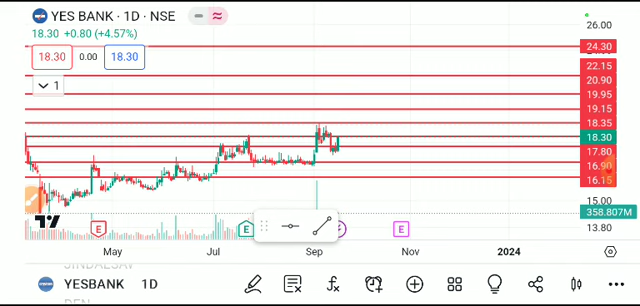 YES BANK · 1D · NSE
18.30 +0.80 (+4.57%)
18.30 0.00 18.30
1
26.00
24.30
22.15
20.90
19.95
19.15
18.35
18.30
17.80
16.90
16.15
15.00
358.807M
13.80
E E E
May Jul Sep Nov 2024
YESBANK 1D